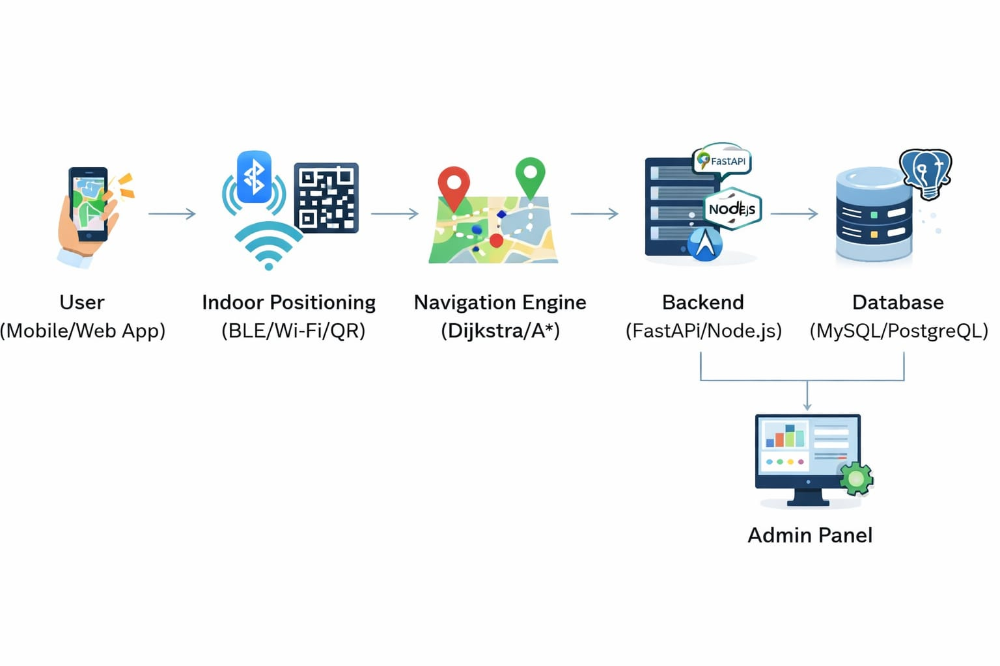 FastAPI
Nodejs
User
(Mobile/Web App)
Indoor Positioning
(BLE/Wi-Fi/QR)
Navigation Engine
(Dijkstra/A*)
Backend
(FastAPi/Node.js)
Database
(MySQL/PostgreQL)
Admin Panel